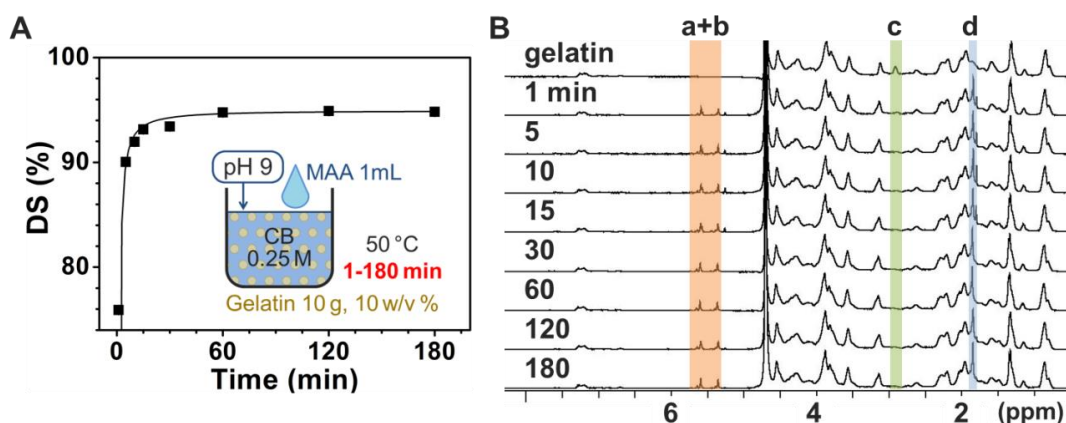 A
DS (%)
100
90
80
0
60
120
180
Time (min)
pH 9
MAA 1mL
CB
0.25 M
50 °C
1-180 min
Gelatin 10 g, 10 w/v %
B
a+b
c
d
gelatin
1 min
5
10
15
30
60
120
180
6
4
2
(ppm)